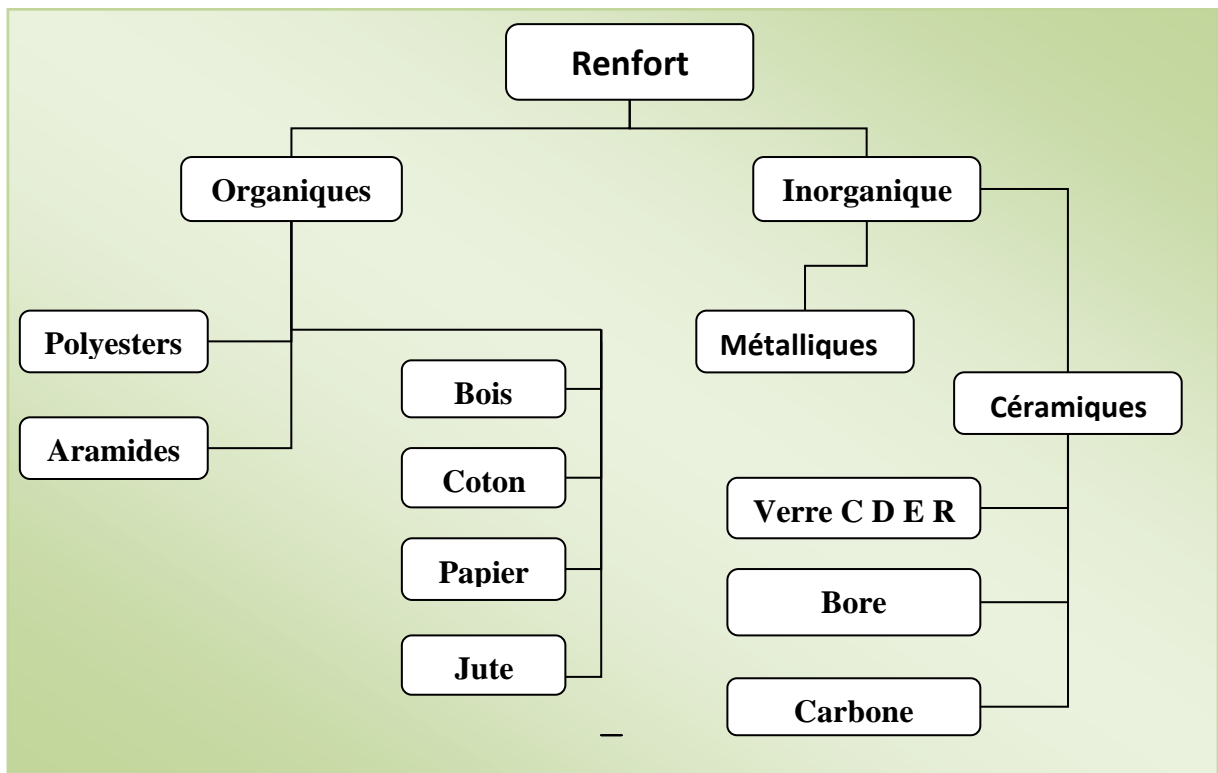 Renfort
Organiques
Inorganique
Polyesters
Aramides
Bois
Coton
Papier
Jute
Métalliques
Céramiques
Verre C D E R
Bore
Carbone